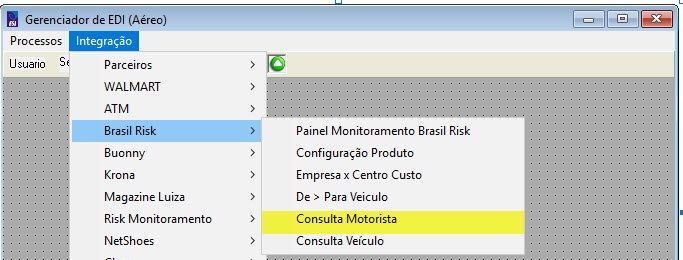 Gerenciador de EDI (Aéreo)
Processos Integração
Usuario
Parceiros
WALMART
ATM
Brasil Risk
Buonny
Krona
Magazine Luiza
Risk Monitoramento
NetShoes
Painel Monitoramento Brasil Risk
Configuração Produto
Empresa x Centro Custo
De > Para Veiculo
Consulta Motorista
Consulta Veículo